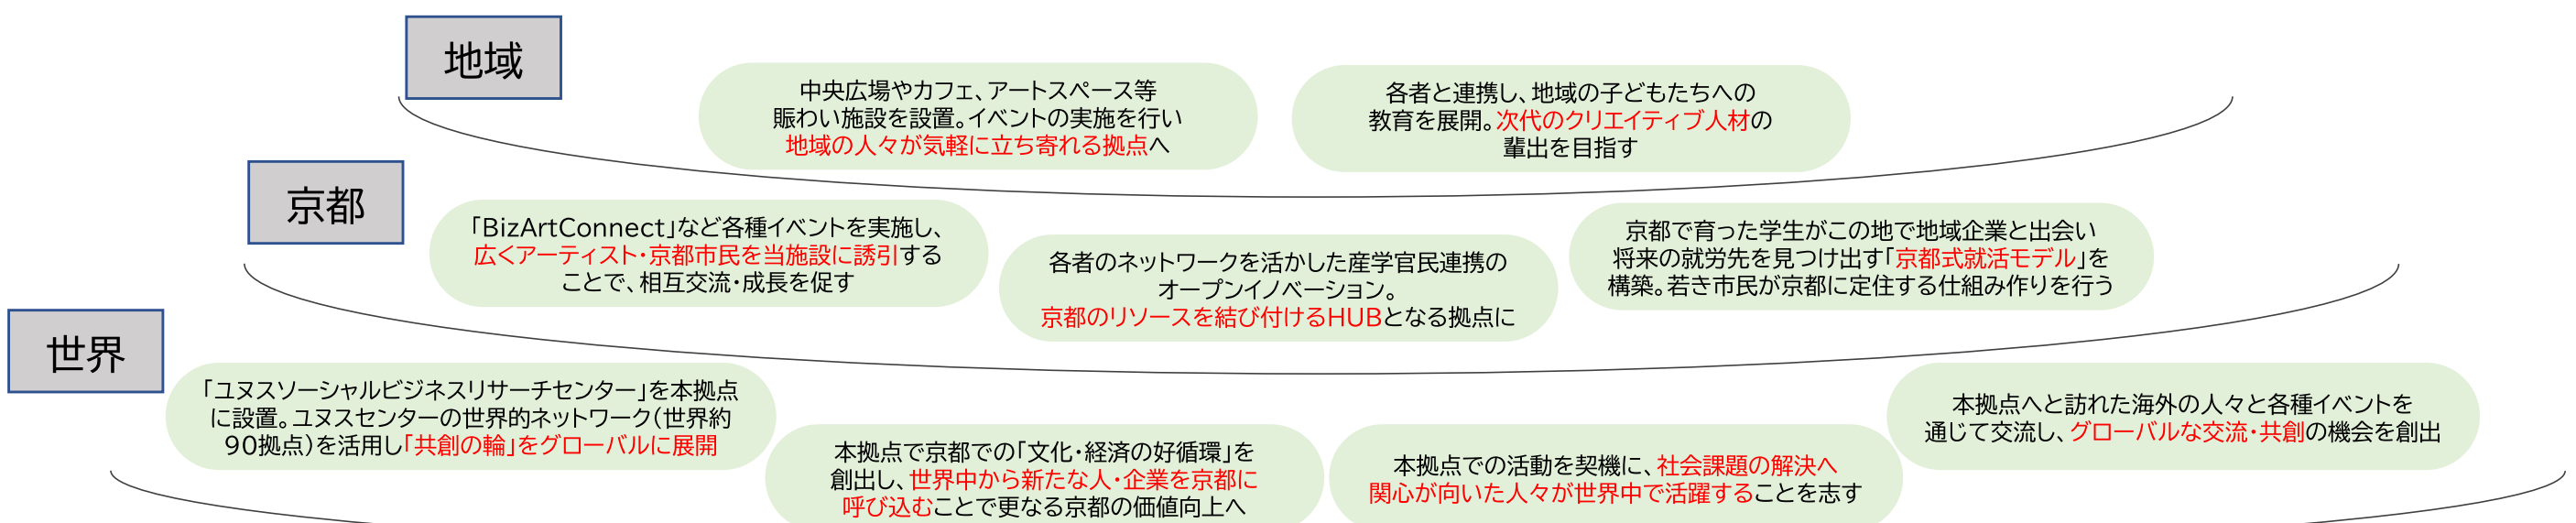 地域
中央広場やカフェ、アートスペース等
賑わい施設を設置。イベントの実施を行い
地域の人々が気軽に立ち寄れる拠点へ
各者と連携し、地域の子どもたちへの
教育を展開。次代のクリエイティブ人材の
輩出を目指す
京都
「BizArtConnect」など各種イベントを実施し、
広くアーティスト・京都市民を当施設に誘引する
ことで、相互交流・成長を促す
各者のネットワークを活かした産学官民連携の
オープンイノベーション。
京都のリソースを結び付けるHUBとなる拠点に
京都で育った学生がこの地で地域企業と出会い
将来の就労先を見つけ出す「京都式就活モデル」を
構築。若き市民が京都に定住する仕組み作りを行う
世界
「ユヌスソーシャルビジネスリサーチセンター」を本拠点
に設置。ユヌスセンターの世界的ネットワーク（世界約
90拠点）を活用し「共創の輪」をグローバルに展開
本拠点で京都での「文化・経済の好循環」を
創出し、世界中から新たな人・企業を京都に
呼び込むことで更なる京都の価値向上へ
本拠点での活動を契機に、社会課題の解決へ
関心が向いた人々が世界中で活躍することを志す
本拠点へと訪れた海外の人々と各種イベントを
通じて交流し、グローバルな交流・共創の機会を創出